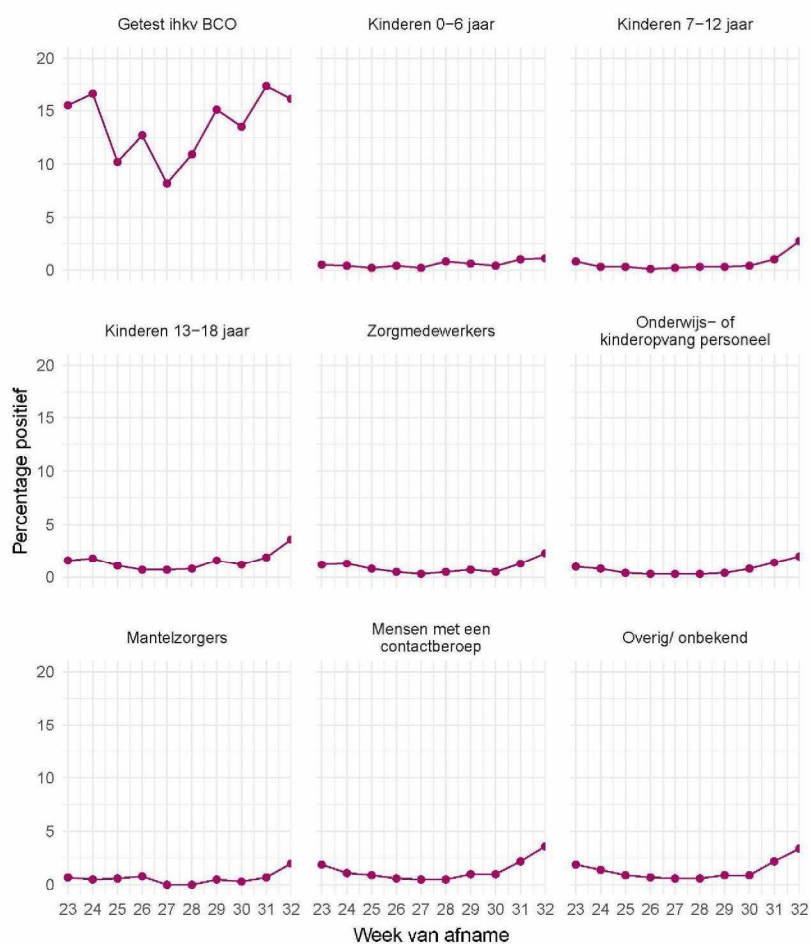 Getest ihkv BCO
Kinderen 0−6 jaar
Kinderen 7−12 jaar
20
15
10
5
0
Kinderen 13−18 jaar
Zorgmedewerkers
Onderwijs− of
kinderopvang personeel
20
15
10
5
0
Percentage positief
Mantelzorgers
Mensen met een
contactberoep
Overig/ onbekend
20
15
10
5
0
23 24 25 26 27 28 29 30 31 32
23 24 25 26 27 28 29 30 31 32
23 24 25 26 27 28 29 30 31 32
Week van afname